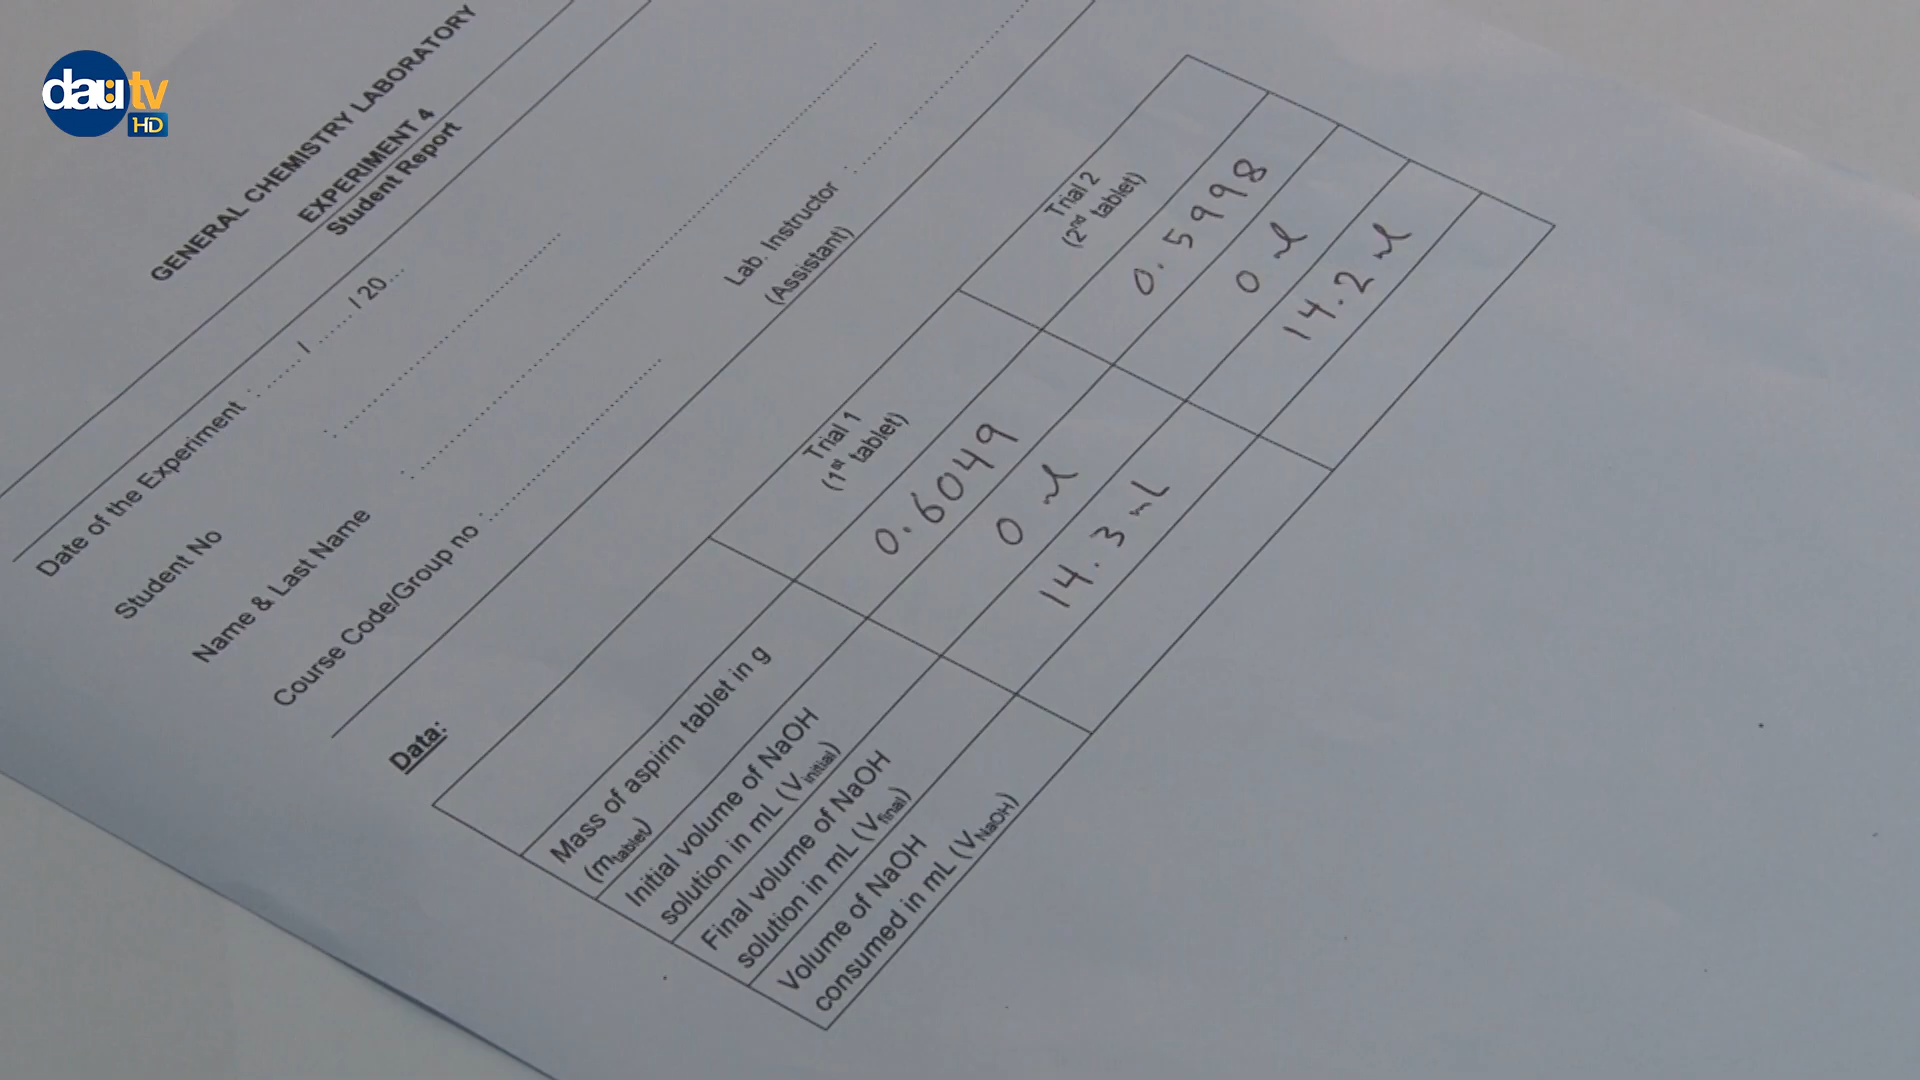 dau tv
HD
GENERAL CHEMISTRY LABORATORY
EXPERIMENT 4
Student Report
Date of the Experiment : ....... / ....... / 20...
Student No :
Name & Last Name :
Course Code/Group no :
Lab. Instructor :
(Assistant)
Data:
Trial 1
(1st tablet)
Trial 2
(2nd tablet)
Mass of aspirin tablet in g
(mtablet)
0.6049
0.5998
Initial volume of NaOH
solution in mL (Vinitial)
0 ml
0 ml
Final volume of NaOH
solution in mL (Vfinal)
14.3 mL
14.2 ml
Volume of NaOH
consumed in mL (VNaOH)